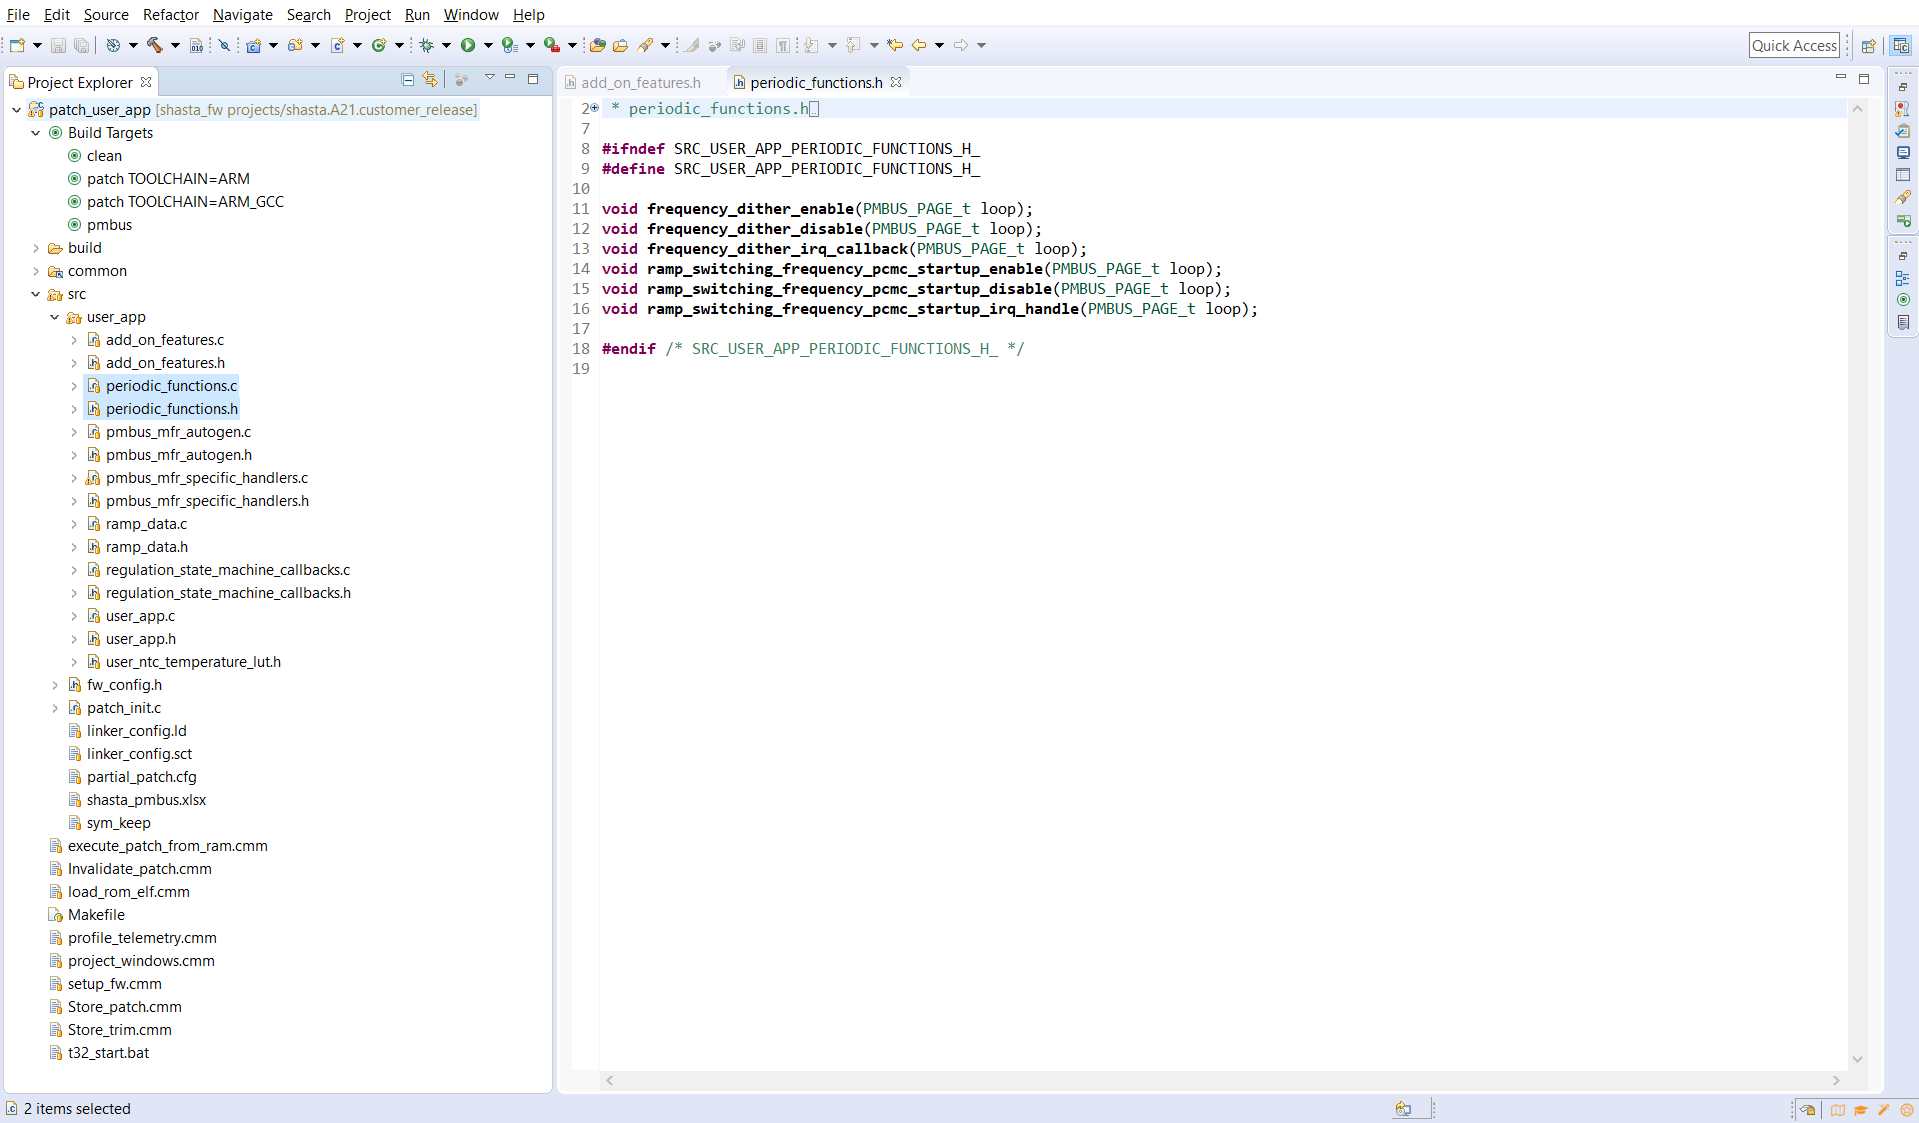 File Edit Source Refactor Navigate Search Project Run Window Help
Quick Access
Project Explorer
add_on_features.h
periodic_functions.h
patch_user_app [shasta_fw projects/shasta.A21.customer_release]
Build Targets
clean
patch TOOLCHAIN=ARM
patch TOOLCHAIN=ARM_GCC
pmbus
build
common
src
user_app
add_on_features.c
add_on_features.h
periodic_functions.c
periodic_functions.h
pmbus_mfr_autogen.c
pmbus_mfr_autogen.h
pmbus_mfr_specific_handlers.c
pmbus_mfr_specific_handlers.h
ramp_data.c
ramp_data.h
regulation_state_machine_callbacks.c
regulation_state_machine_callbacks.h
user_app.c
user_app.h
user_ntc_temperature_lut.h
fw_config.h
patch_init.c
linker_config.ld
linker_config.sct
partial_patch.cfg
shasta_pmbus.xlsx
sym_keep
execute_patch_from_ram.cmm
Invalidate_patch.cmm
load_rom_elf.cmm
Makefile
profile_telemetry.cmm
project_windows.cmm
setup_fw.cmm
Store_patch.cmm
Store_trim.cmm
t32_start.bat
2 * periodic_functions.h
7
8 #ifndef SRC_USER_APP_PERIODIC_FUNCTIONS_H_
9 #define SRC_USER_APP_PERIODIC_FUNCTIONS_H_
10
11 void frequency_dither_enable(PMBUS_PAGE_t loop);
12 void frequency_dither_disable(PMBUS_PAGE_t loop);
13 void frequency_dither_irq_callback(PMBUS_PAGE_t loop);
14 void ramp_switching_frequency_pcmc_startup_enable(PMBUS_PAGE_t loop);
15 void ramp_switching_frequency_pcmc_startup_disable(PMBUS_PAGE_t loop);
16 void ramp_switching_frequency_pcmc_startup_irq_handle(PMBUS_PAGE_t loop);
17
18 #endif /* SRC_USER_APP_PERIODIC_FUNCTIONS_H_ */
19
2 items selected